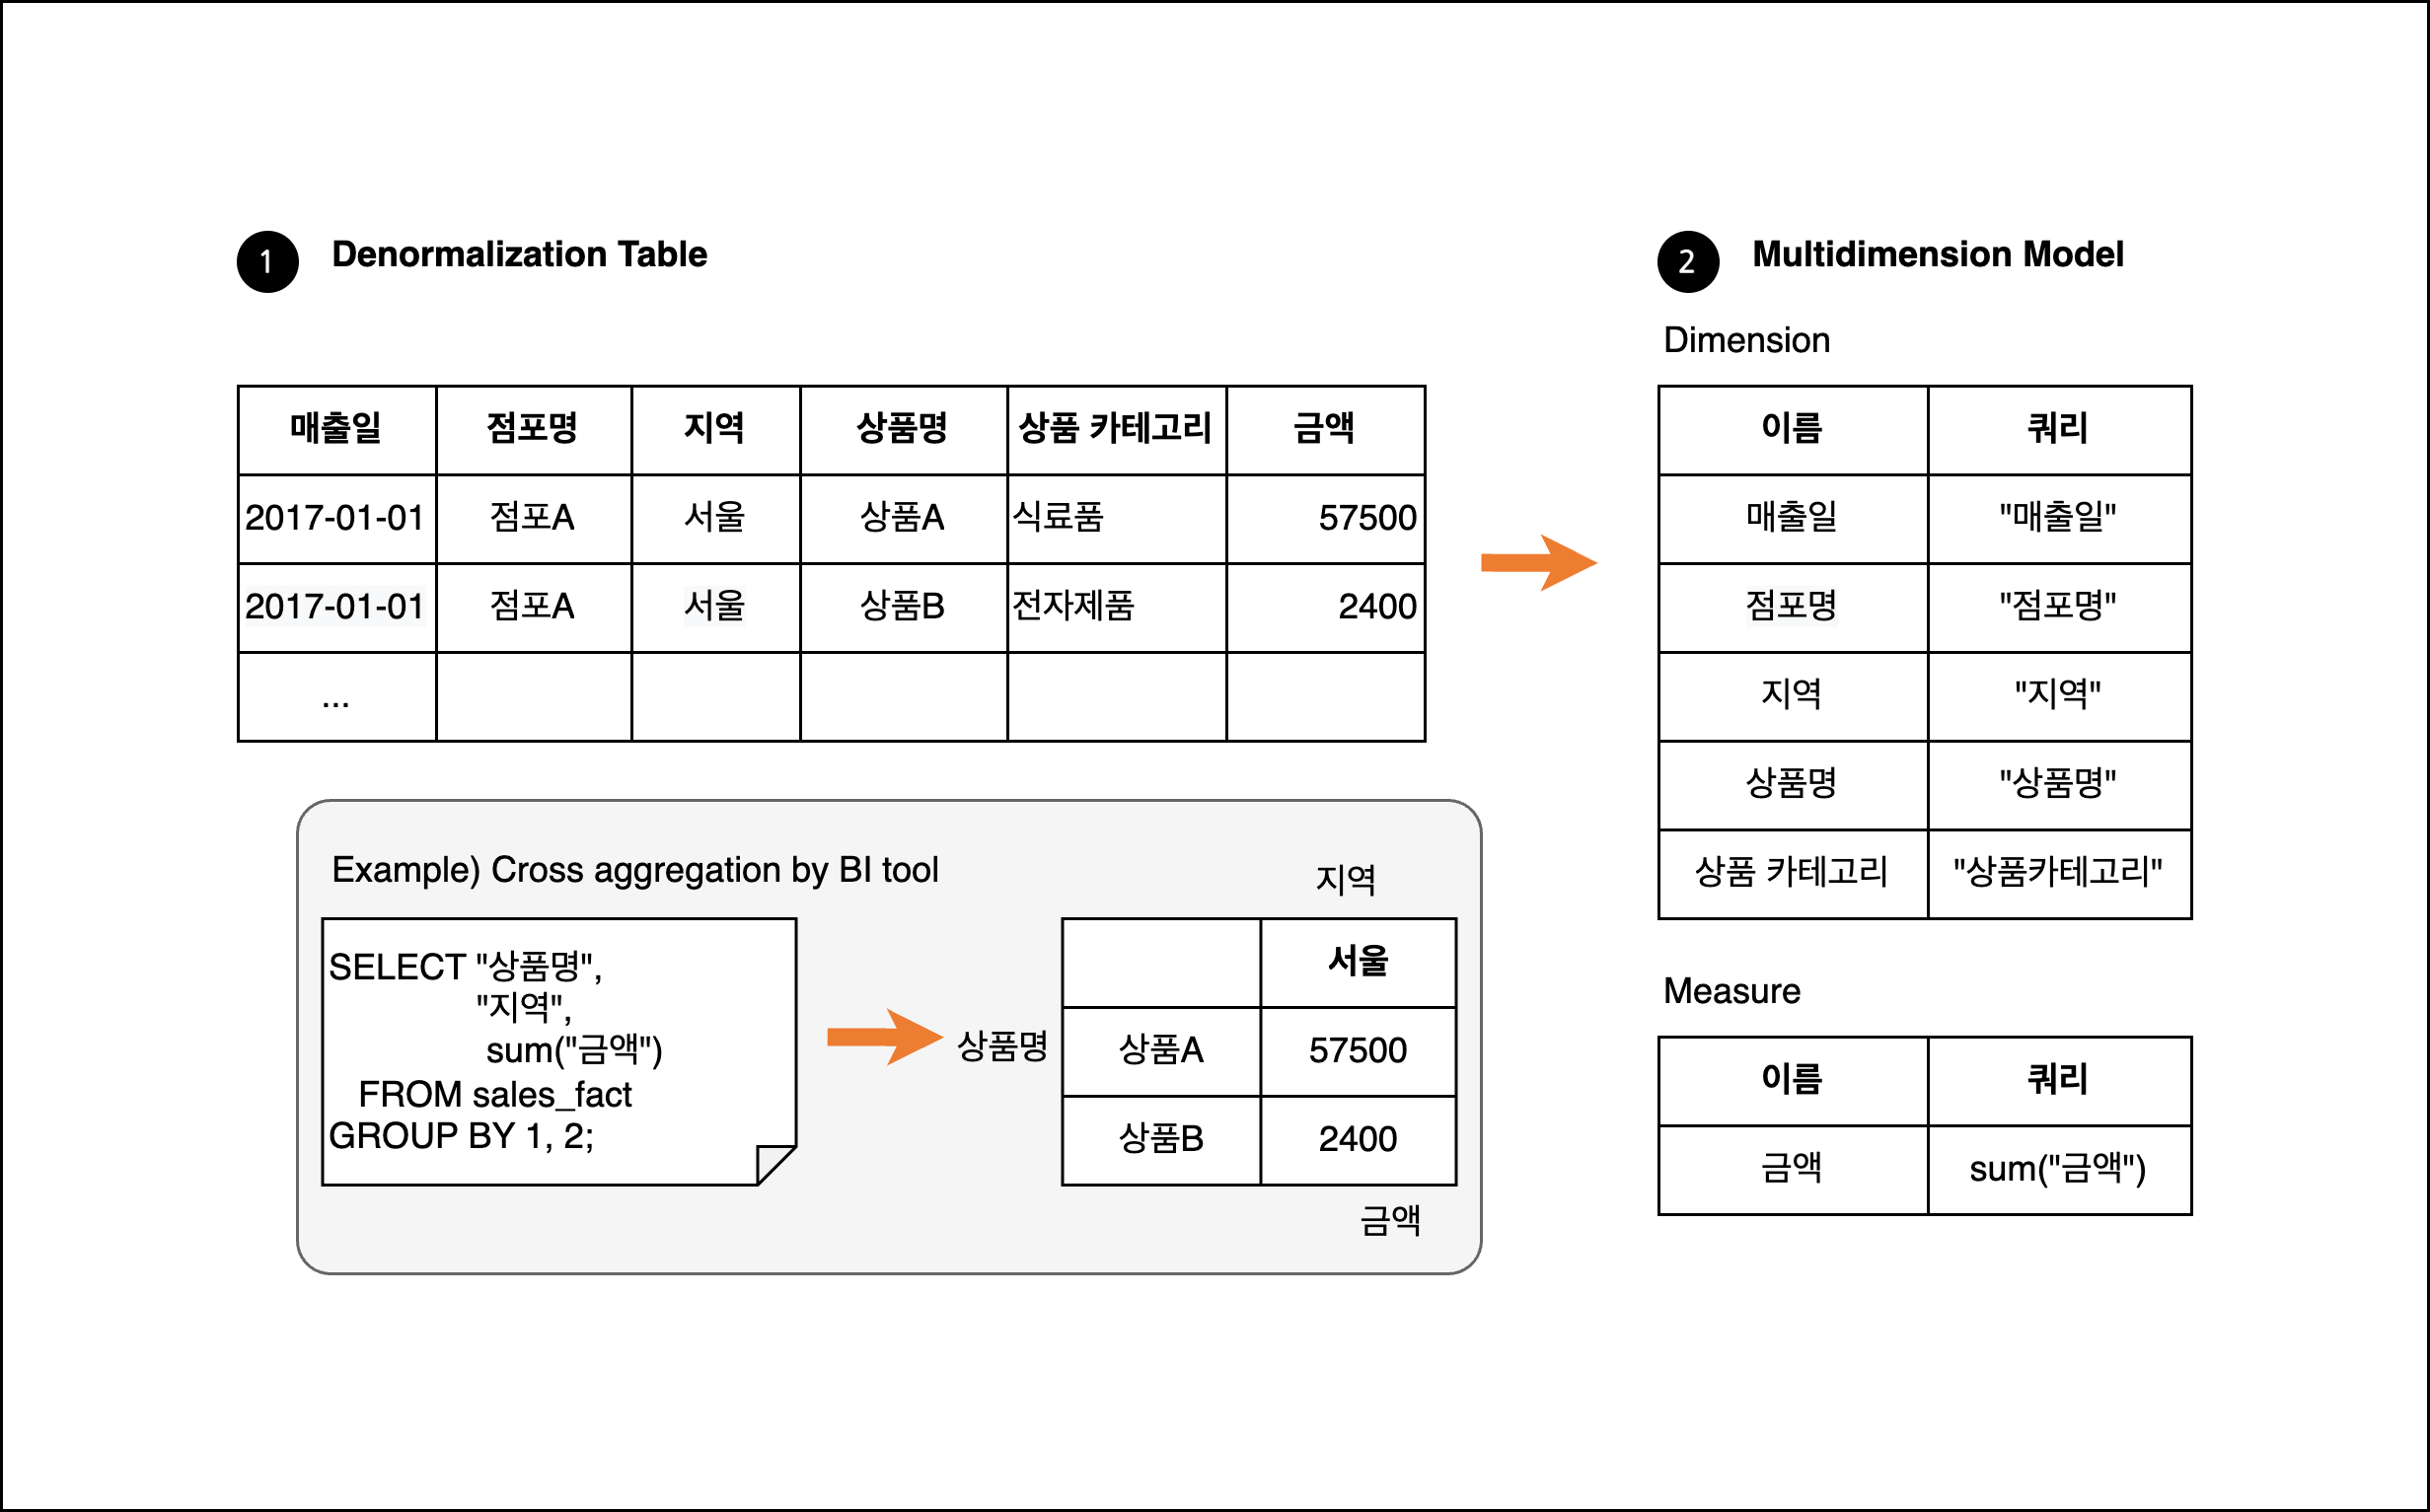 1 Denormalization Table
매출일 점포명 지역 상품명 상품 카테고리 금액
2017-01-01 점포A 서울 상품A 식료품 57500
2017-01-01 점포A 서울 상품B 전자제품 2400
...
Example) Cross aggregation by BI tool
SELECT "상품명",
"지역",
sum("금액")
FROM sales_fact
GROUP BY 1, 2;
지역
상품명
서울
상품A 57500
상품B 2400
금액
2 Multidimension Model
Dimension
이름 쿼리
매출일 "매출일"
점포명 "점포명"
지역 "지역"
상품명 "상품명"
상품 카테고리 "상품카테고리"
Measure
이름 쿼리
금액 sum("금액")